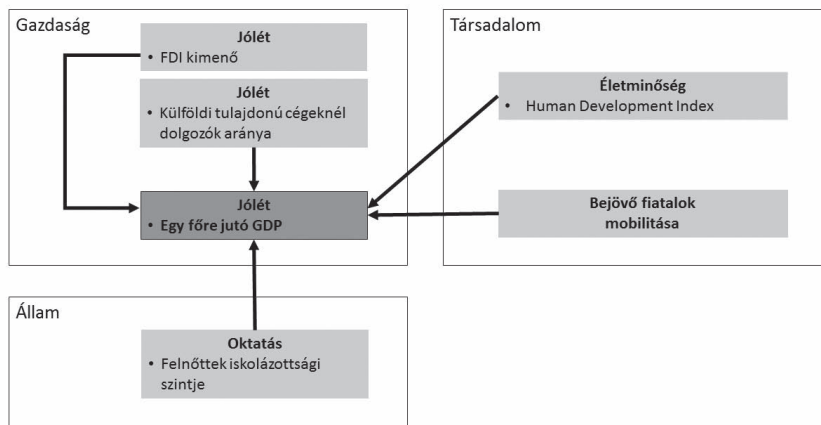 Gazdaság
Jólét
• FDI kimenő
Jólét
• Külföldi tulajdonú cégeknél
dolgozók aránya
Jólét
• Egy főre jutó GDP
Társadalom
Életminőség
• Human Development Index
Bejövő fiatalok
mobilitása
Állam
Oktatás
• Felnőttek iskolázottsági
szintje